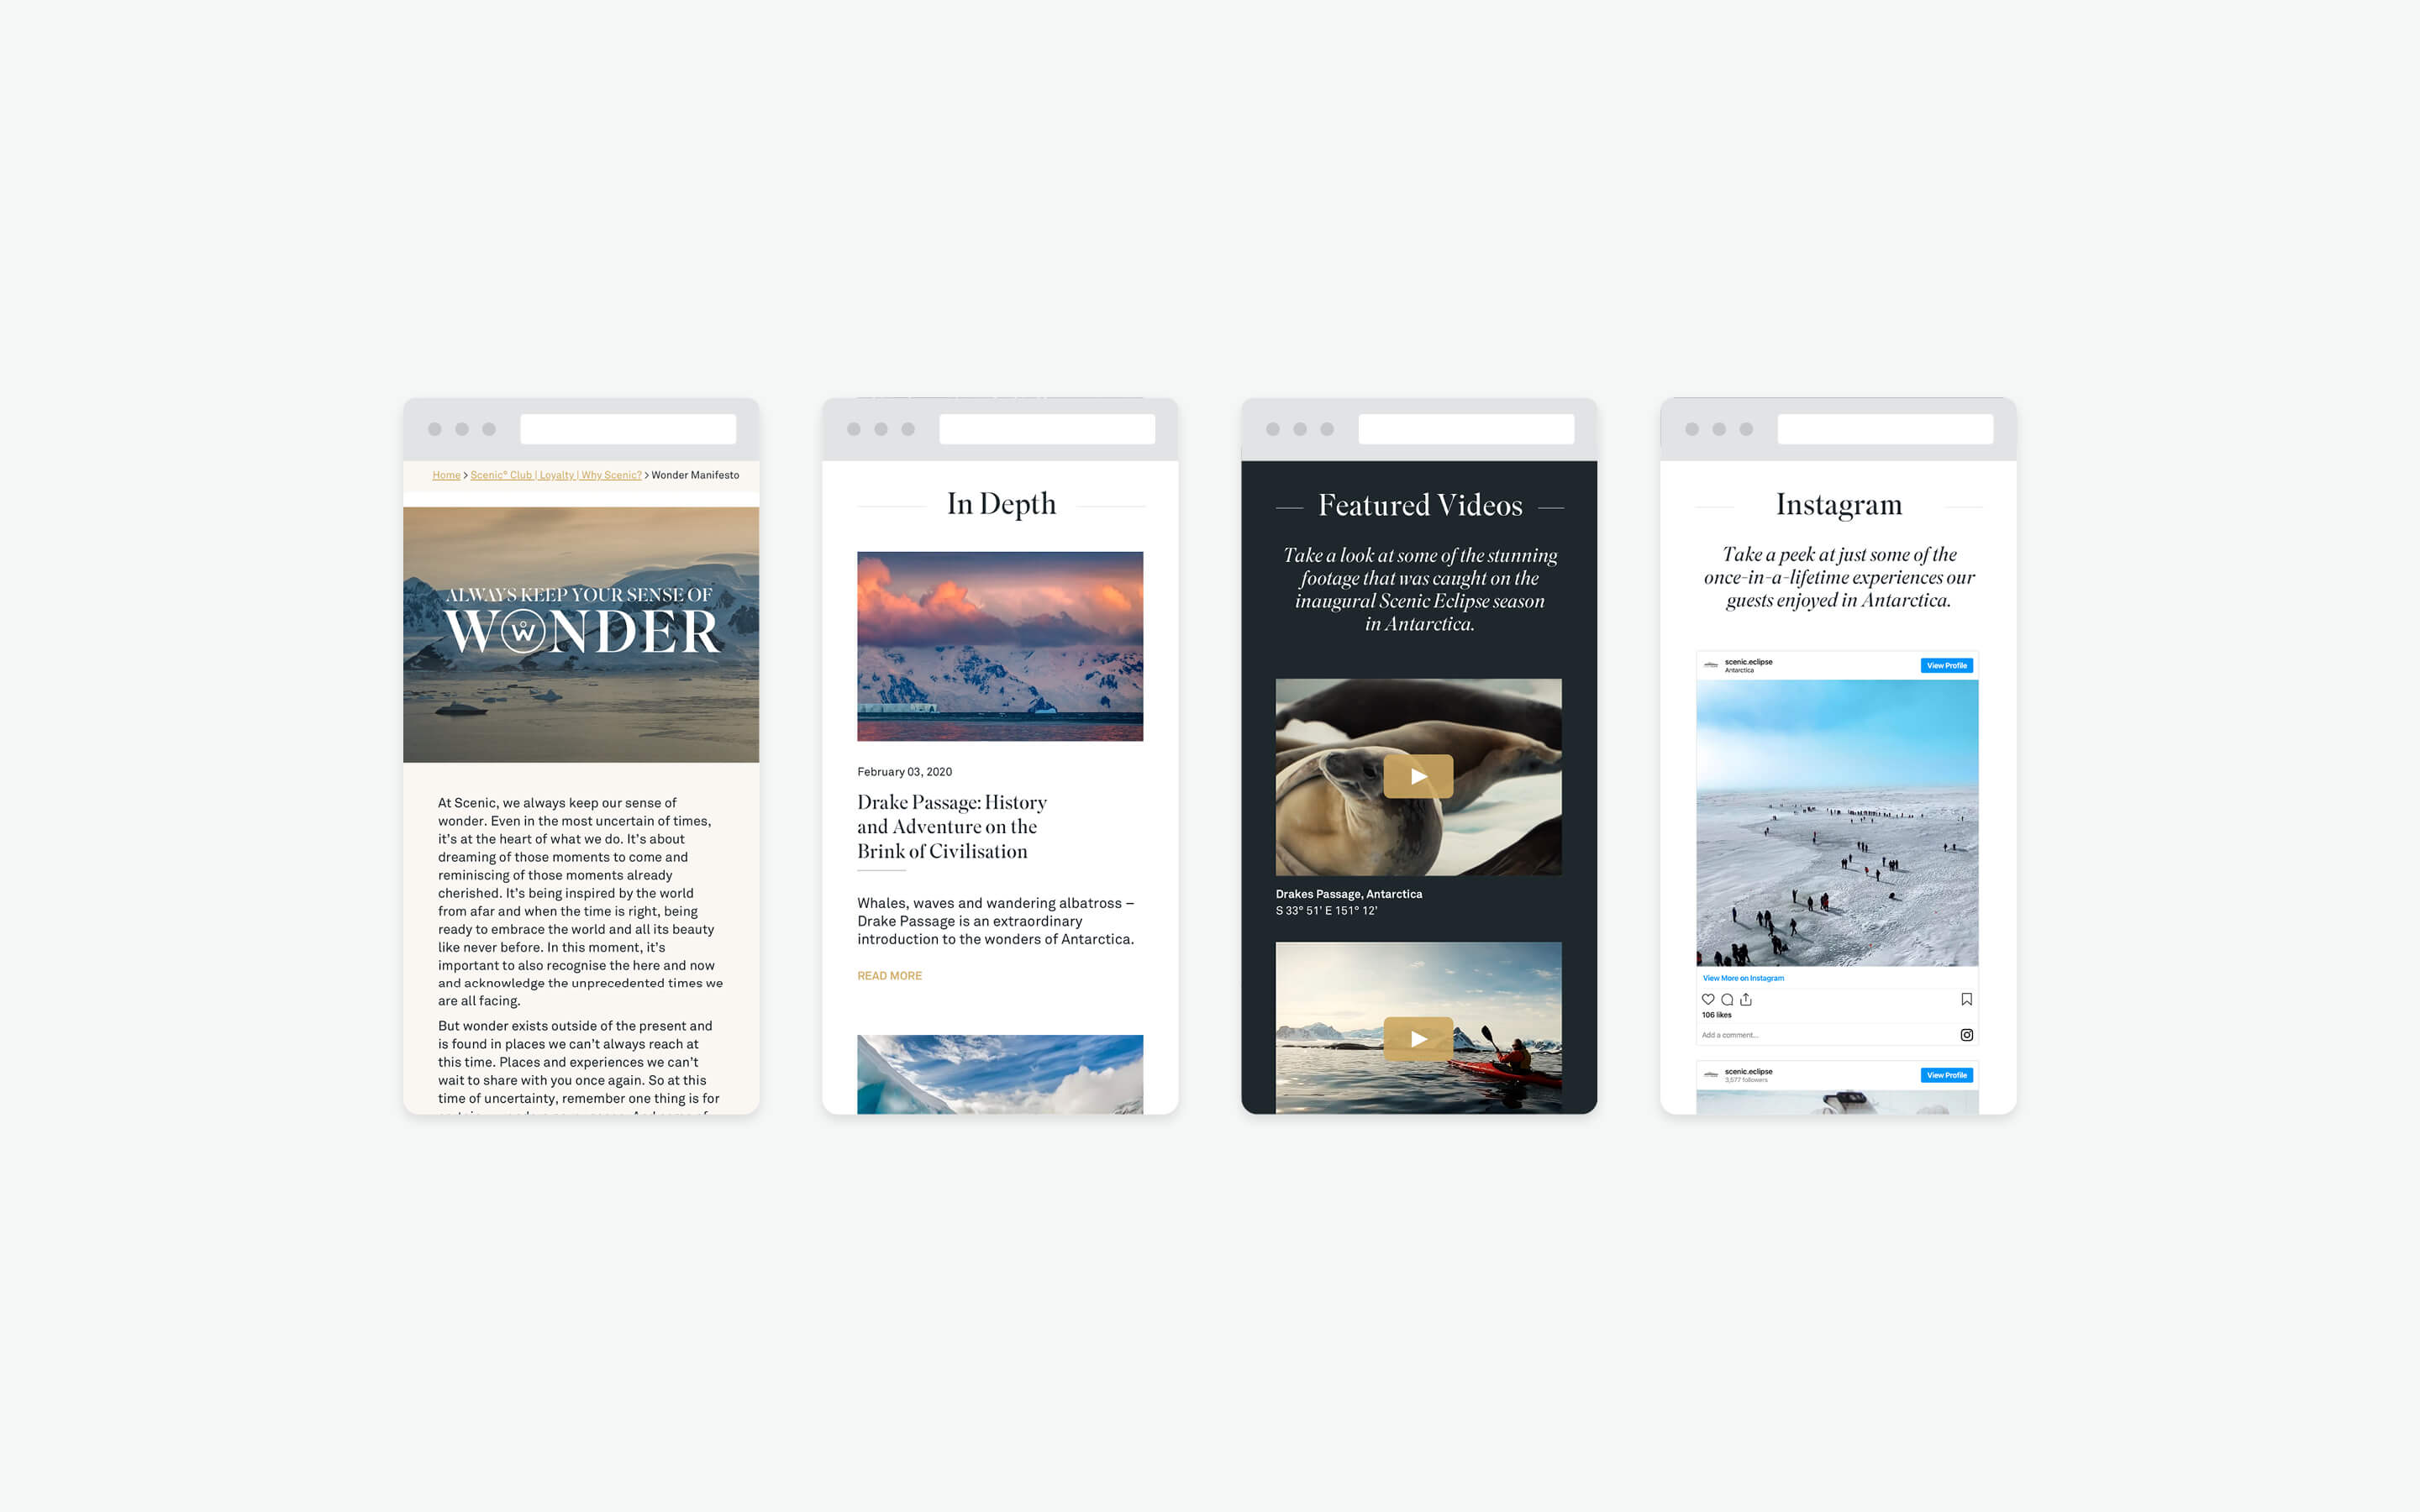 Home > Scenic® Club | Loyalty | Why Scenic? > Wonder Manifesto
ALWAYS KEEP YOUR SENSE OF
WONDER
At Scenic, we always keep our sense of
wonder. Even in the most uncertain of times,
it's at the heart of what we do. It's about
dreaming of those moments to come and
reminiscing of those moments already
cherished. It's being inspired by the world
from afar and when the time is right, being
ready to embrace the world and all its beauty
like never before. In this moment, it's
important to also recognise the here and now
and acknowledge the unprecedented times we
are all facing.
But wonder exists outside of the present and
is found in places we can't always reach at
this time. Places and experiences we can't
wait to share with you once again. So at this
time of uncertainty, remember one thing is for
In Depth
February 03, 2020
Drake Passage: History
and Adventure on the
Brink of Civilisation
Whales, waves and wandering albatross –
Drake Passage is an extraordinary
introduction to the wonders of Antarctica.
READ MORE
Featured Videos
Take a look at some of the stunning
footage that was caught on the
inaugural Scenic Eclipse season
in Antarctica.
Drakes Passage, Antarctica
S 33° 51' E 151° 12'
Instagram
Take a peek at just some of the
once-in-a-lifetime experiences our
guests enjoyed in Antarctica.
scenic.eclipse
Antarctica
View Profile
View More on Instagram
106 likes
Add a comment...
scenic.eclipse
3,577 followers
View Profile